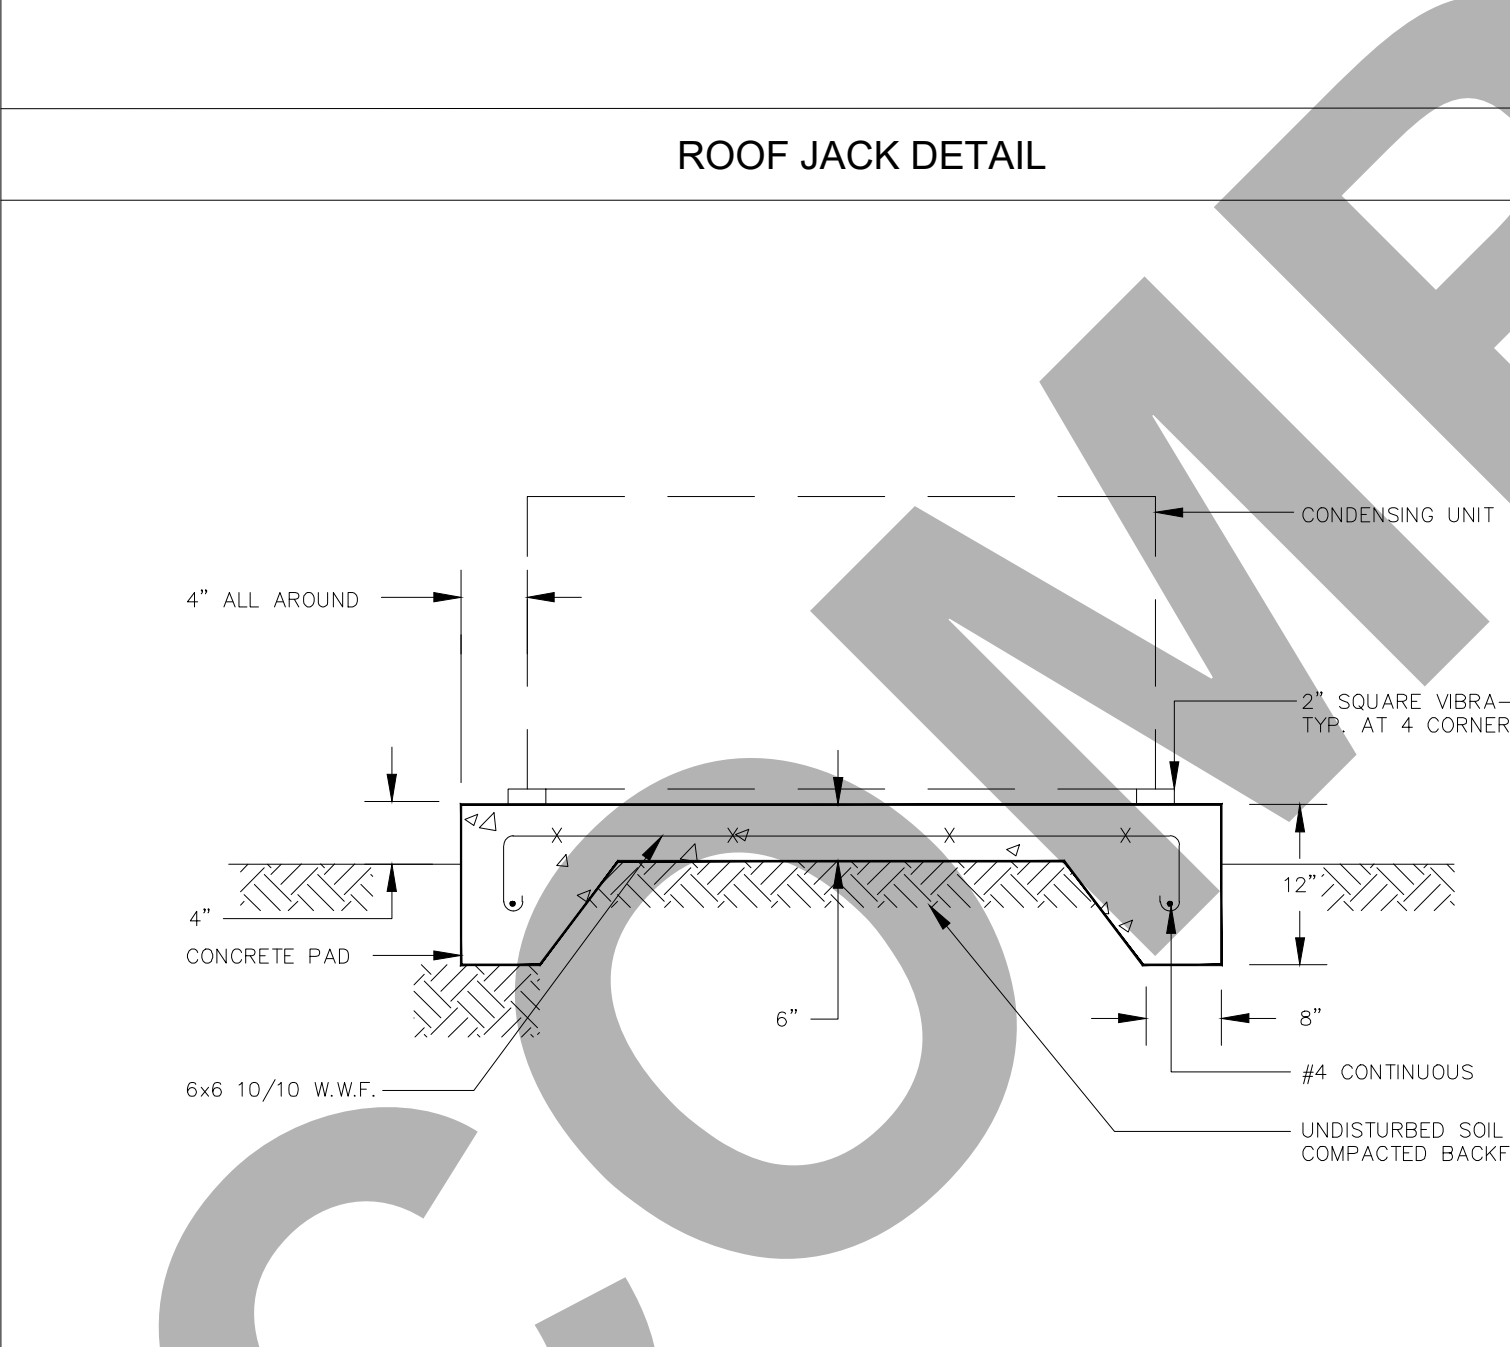 ROOF JACK DETAIL
CONDENSING UNIT
4” ALL AROUND
2” SQUARE VIBRA-
TYP. AT 4 CORNER
12”
4”
CONCRETE PAD
6”
8”
#4 CONTINUOUS
6x6 10/10 W.W.F.
UNDISTURBED SOIL
COMPACTED BACKF
COM